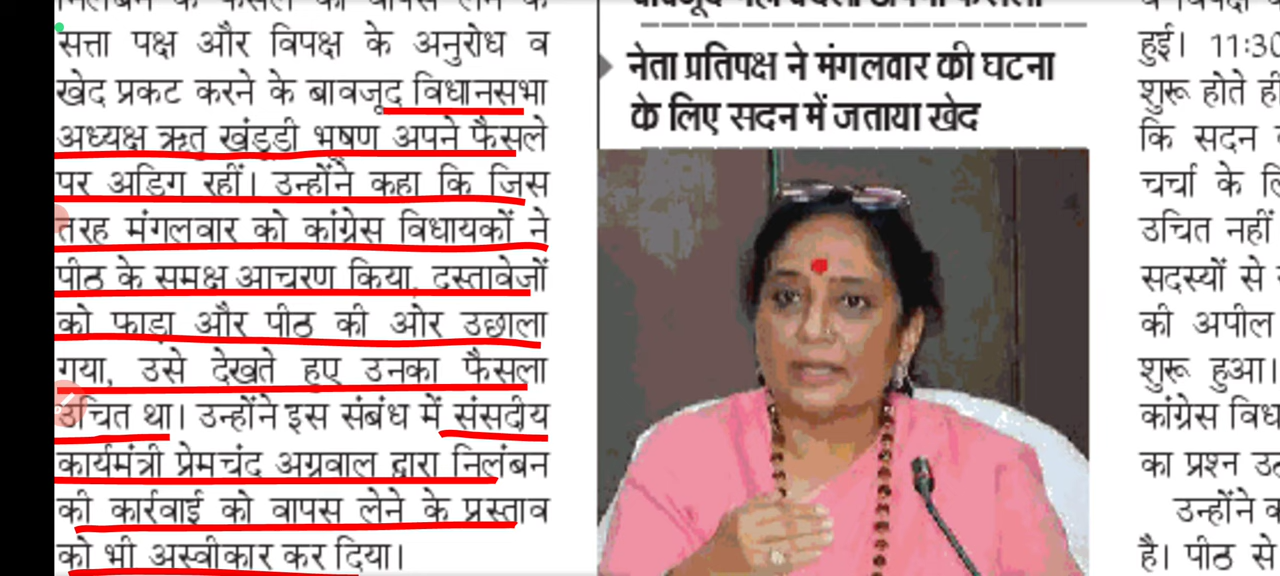 निलंबन के फैसले को वापस लेने के
सत्ता पक्ष और विपक्ष के अनुरोध व
खेद प्रकट करने के बावजूद विधानसभा
अध्यक्ष ऋतु खंडूडी भूषण अपने फैसले
पर अडिग रहीं। उन्होंने कहा कि जिस
तरह मंगलवार को कांग्रेस विधायकों ने
पीठ के समक्ष आचरण किया, दस्तावेजों
को फाड़ा और पीठ की ओर उछाला
गया, उसे देखते हुए उनका फैसला
उचित था। उन्होंने इस संबंध में संसदीय
कार्यमंत्री प्रेमचंद अग्रवाल द्वारा निलंबन
की कार्रवाई को वापस लेने के प्रस्ताव
को भी अस्वीकार कर दिया।
नेता प्रतिपक्ष ने मंगलवार की घटना
के लिए सदन में जताया खेद
हुई। 11:30
शुरू होते ही
कि सदन
चर्चा के
उचित नहीं
सदस्यों से
की अपील
शुरू हुआ।
कांग्रेस
का प्रश्न
उन्होंने
है। पीठ से